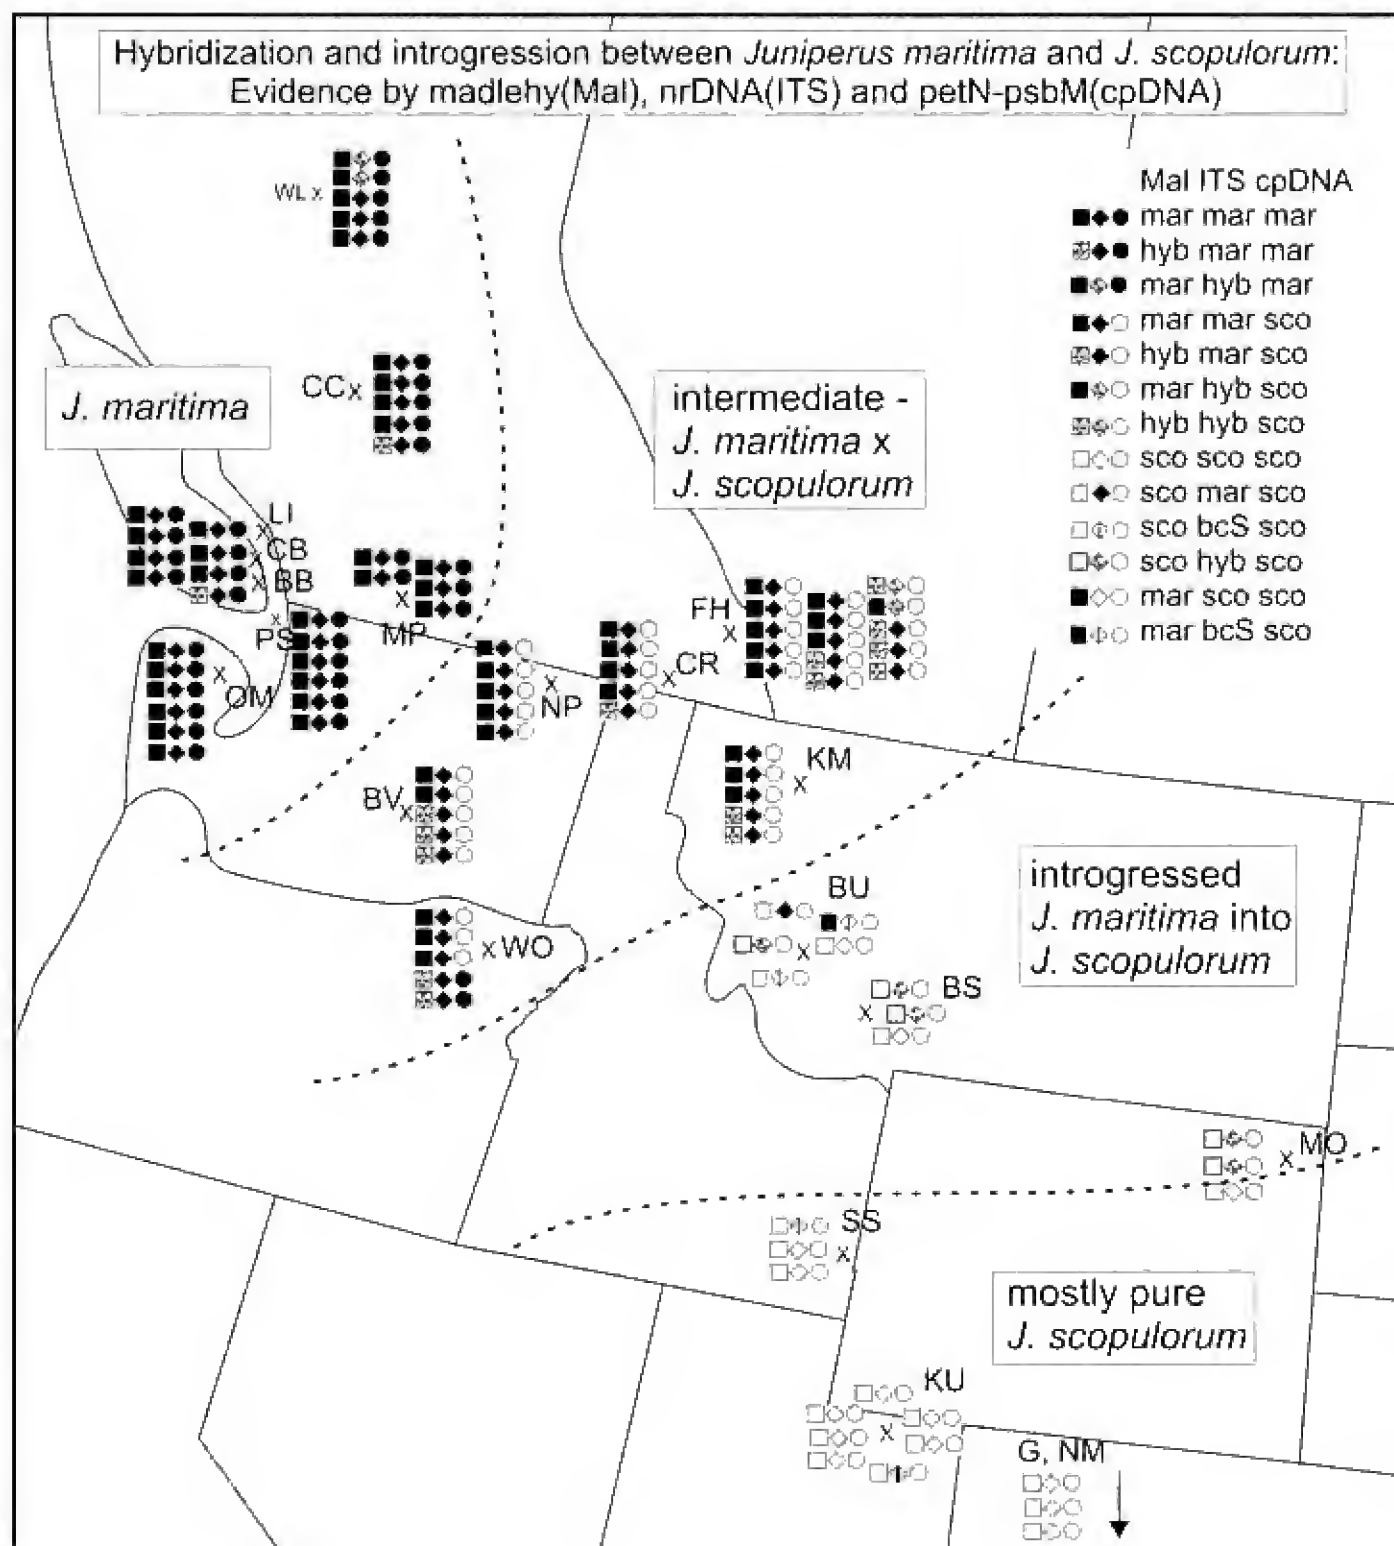 Hybridization and introgression between Juniperus maritima and J. scopulorum:
Evidence by madlehy(Mal), nrDNA(ITS) and petN-psbM(cpDNA)
Mal ITS cpDNA
mar mar mar
hyb mar mar
mar hyb mar
mar mar sco
hyb mar sco
mar hyb sco
hyb hyb sco
sco sco sco
sco mar sco
sco bcS sco
sco hyb sco
mar sco sco
mar bcS sco
WL x
CC x
J. maritima
intermediate -
J. maritima x
J. scopulorum
x LI
x CB
x BB
x
PS
x
MP
x
OM
x
NP
x CR
FH
x
x KM
BV x
x WO
BU
x
BS
x
introgressed
J. maritima into
J. scopulorum
x MO
SS
x
mostly pure
J. scopulorum
KU
x
G, NM